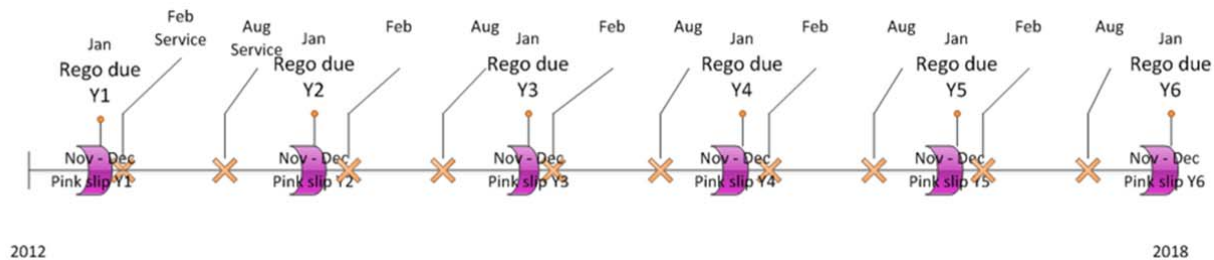 Jan
Rego due
Y1
Feb
Service
Aug
Service
Jan
Rego due
Y2
Feb
Aug
Jan
Rego due
Y3
Feb
Aug
Jan
Rego due
Y4
Feb
Aug
Jan
Rego due
Y5
Feb
Aug
Jan
Rego due
Y6
Nov - Dec
Pink slip Y1
Nov - Dec
Pink slip Y2
Nov - Dec
Pink slip Y3
Nov - Dec
Pink slip Y4
Nov - Dec
Pink slip Y5
Nov - Dec
Pink slip Y6
2012
2018